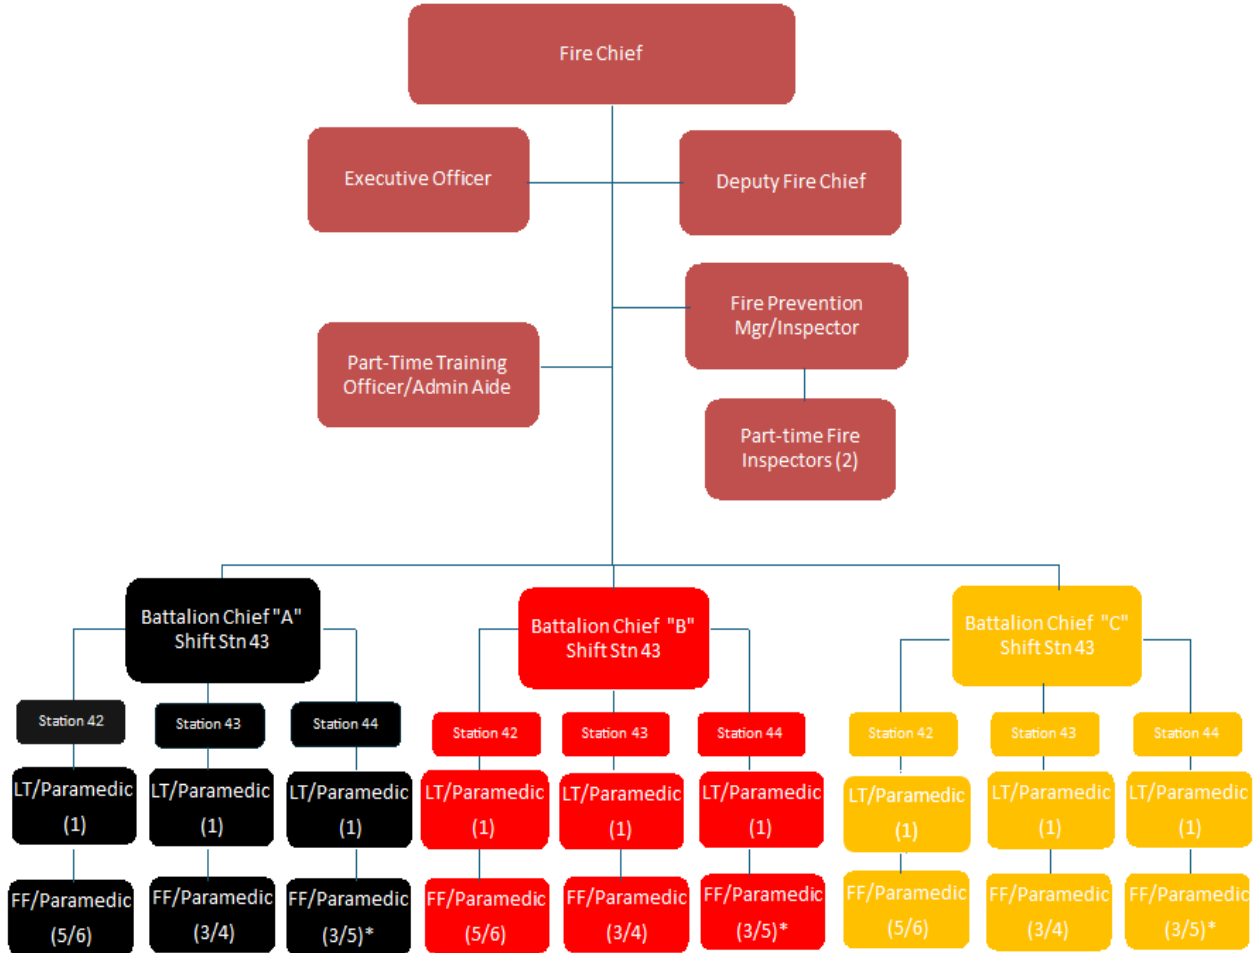 Fire Chief
Executive Officer
Deputy Fire Chief
Fire Prevention
Mgr/Inspector
Part-Time Training
Officer/Admin Aide
Part-time Fire
Inspectors (2)
Battalion Chief "A"
Shift Stn 43
Battalion Chief "B"
Shift Stn 43
Battalion Chief "C"
Shift Stn 43
Station 42
Station 43
Station 44
Station 42
Station 43
Station 44
Station 42
Station 43
Station 44
LT/Paramedic
(1)
LT/Paramedic
(1)
LT/Paramedic
(1)
LT/Paramedic
(1)
LT/Paramedic
(1)
LT/Paramedic
(1)
LT/Paramedic
(1)
LT/Paramedic
(1)
LT/Paramedic
(1)
FF/Paramedic
(5/6)
FF/Paramedic
(3/4)
FF/Paramedic
(3/5)*
FF/Paramedic
(5/6)
FF/Paramedic
(3/4)
FF/Paramedic
(3/5)*
FF/Paramedic
(5/6)
FF/Paramedic
(3/4)
FF/Paramedic
(3/5)*